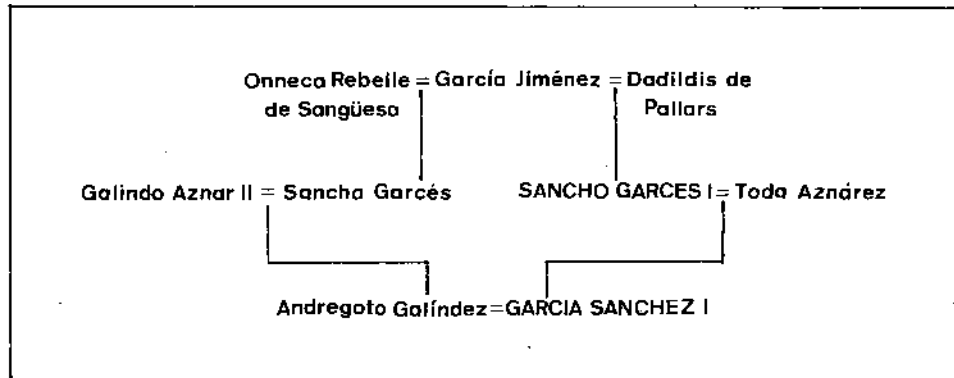 Onneca Rebelle = García Jiménez = Dadildis de
de Sangüesa Pallars
Galindo Aznar II = Sancha Garcés SANCHO GARCES I = Toda Aznárez
Andregoto Galíndez = GARCIA SANCHEZ I